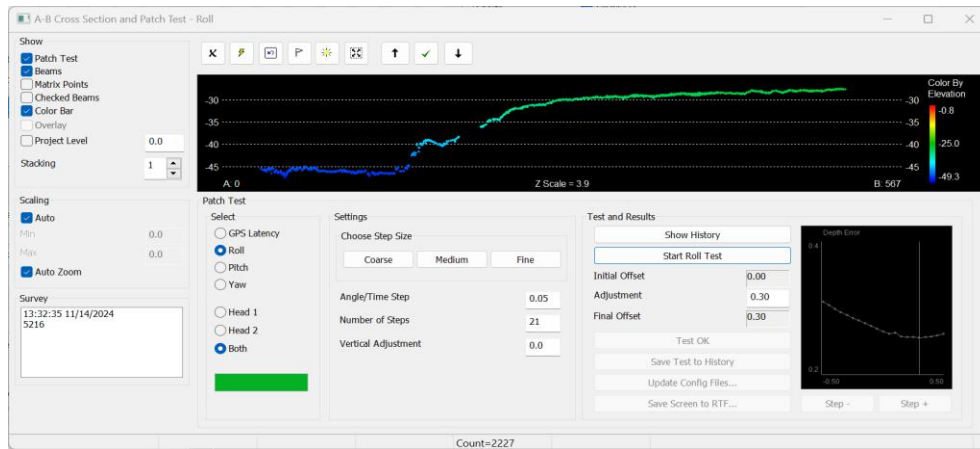 A-B Cross Section and Patch Test - Roll
Show
Patch Test
Beams
Matrix Points
Checked Beams
Color Bar
Overlay
Project Level 0.0
Stacking 1
-30
-35
-40
-45
A: 0
Z Scale = 3.9
B: 567
-30
-35
-40
-45
Color By
Elevation
-0.8
-25.0
-49.3
Scaling
Auto
Min 0.0
Max 0.0
Auto Zoom
Survey
13:32:35 11/14/2024
5216
Patch Test
Select
GPS Latency
Roll
Pitch
Yaw
Head 1
Head 2
Both
Settings
Choose Step Size
Coarse Medium Fine
Angle/Time Step 0.05
Number of Steps 21
Vertical Adjustment 0.0
Test and Results
Show History
Start Roll Test
Initial Offset 0.00
Adjustment 0.30
Final Offset 0.30
Test OK
Save Test to History
Update Config Files...
Save Screen to RTF...
Depth Error
0.4
0.2
-0.50 0.50
Step - Step +
Count=2227